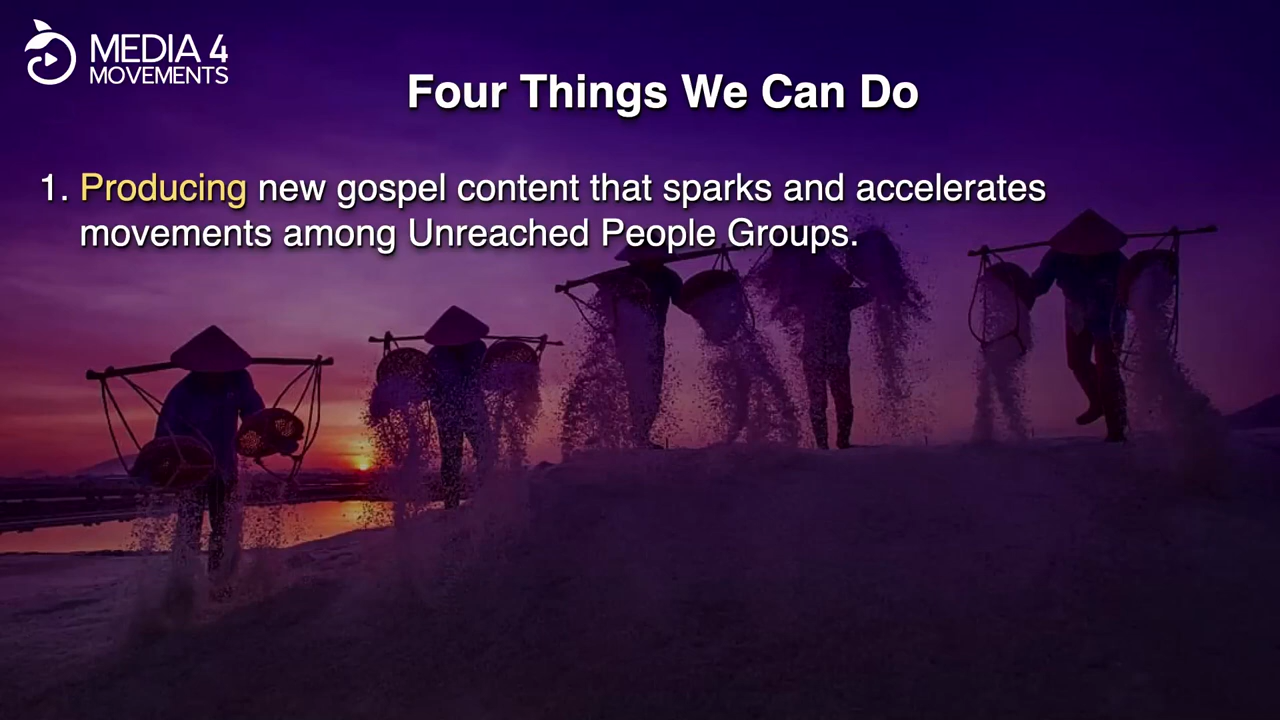 MEDIA 4
MOVEMENTS
Four Things We Can Do
1. Producing new gospel content that sparks and accelerates
movements among Unreached People Groups.